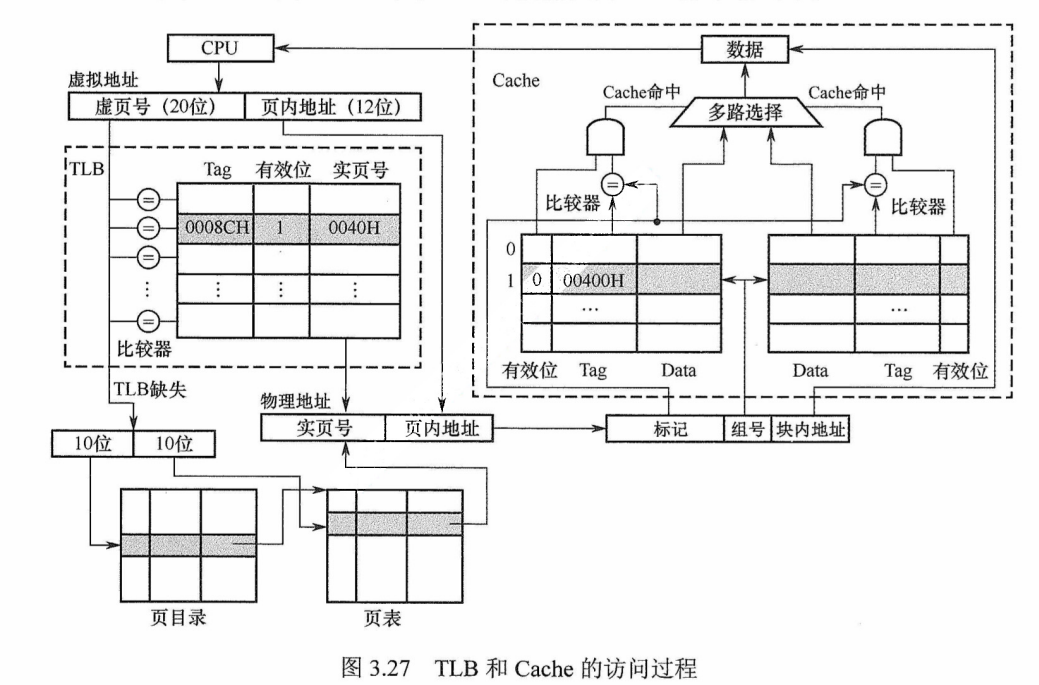 CPU
数据
虚拟地址
Cache
虚页号（20位） 页内地址（12位）
Cache命中 Cache命中
多路选择
TLB Tag 有效位 实页号
=
= 0008CH 1 0040H
=
⋮ ⋮ ⋮ ⋮
=
比较器
= =
比较器 比较器
0
1 0 00400H
… …
有效位 Tag Data Data Tag 有效位
TLB缺失
物理地址
实页号 页内地址
标记 组号 块内地址
10位 10位
页目录 页表
图 3.27 TLB 和 Cache 的访问过程